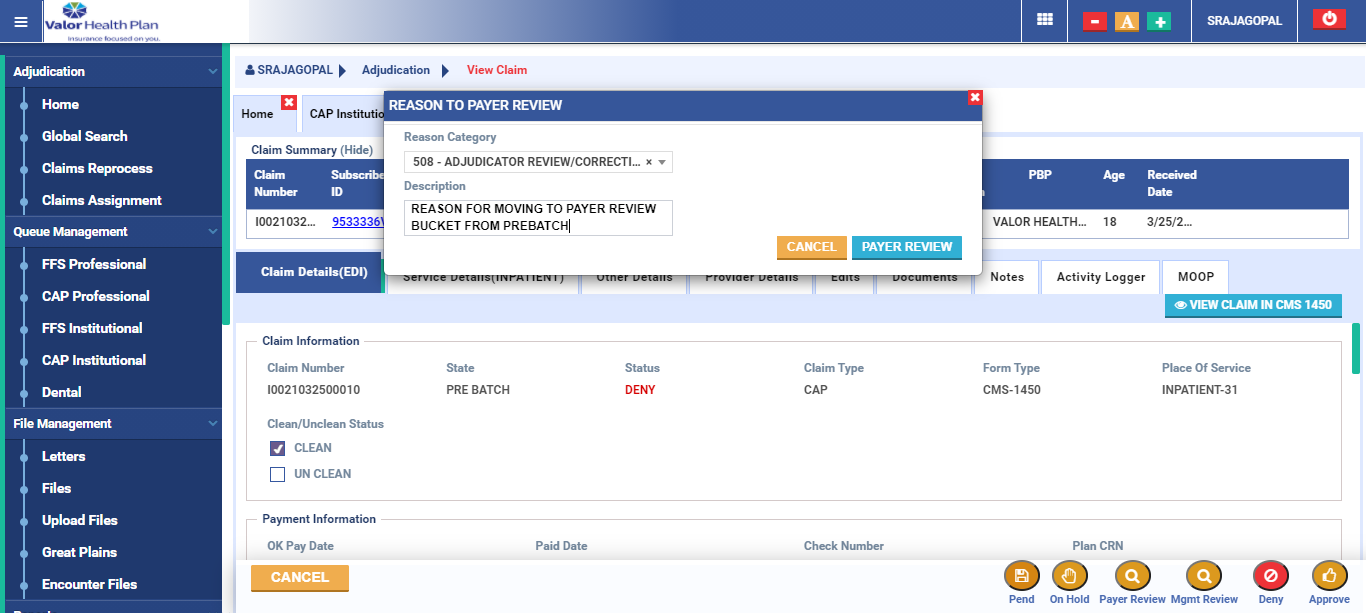 Valor Health Plan
Insurance focused on you.
A
SRAJAGOPAL
Adjudication
Home
Global Search
Claims Reprocess
Claims Assignment
Queue Management
FFS Professional
CAP Professional
FFS Institutional
CAP Institutional
Dental
File Management
Letters
Files
Upload Files
Great Plains
Encounter Files
SRAJAGOPAL Adjudication View Claim
Home CAP Institutio
REASON TO PAYER REVIEW
Reason Category
508 - ADJUDICATOR REVIEW/CORRECTI... ×
Description
REASON FOR MOVING TO PAYER REVIEW
BUCKET FROM PREBATCH
CANCEL PAYER REVIEW
Claim Summary (Hide)
Claim Number
Subscribe ID
PBP
Age
Received Date
I0021032...
9533336
VALOR HEALTH...
18
3/25/2...
Claim Details(EDI) Service Details(INPATIENT) Other Details Provider Details Edits Documents Notes Activity Logger MOOP
VIEW CLAIM IN CMS 1450
Claim Information
Claim Number State Status Claim Type Form Type Place Of Service
I0021032500010 PRE BATCH DENY CAP CMS-1450 INPATIENT-31
Clean/Unclean Status
CLEAN
UN CLEAN
Payment Information
OK Pay Date Paid Date Check Number Plan CRN
CANCEL
Pend On Hold Payer Review Mgmt Review Deny Approve